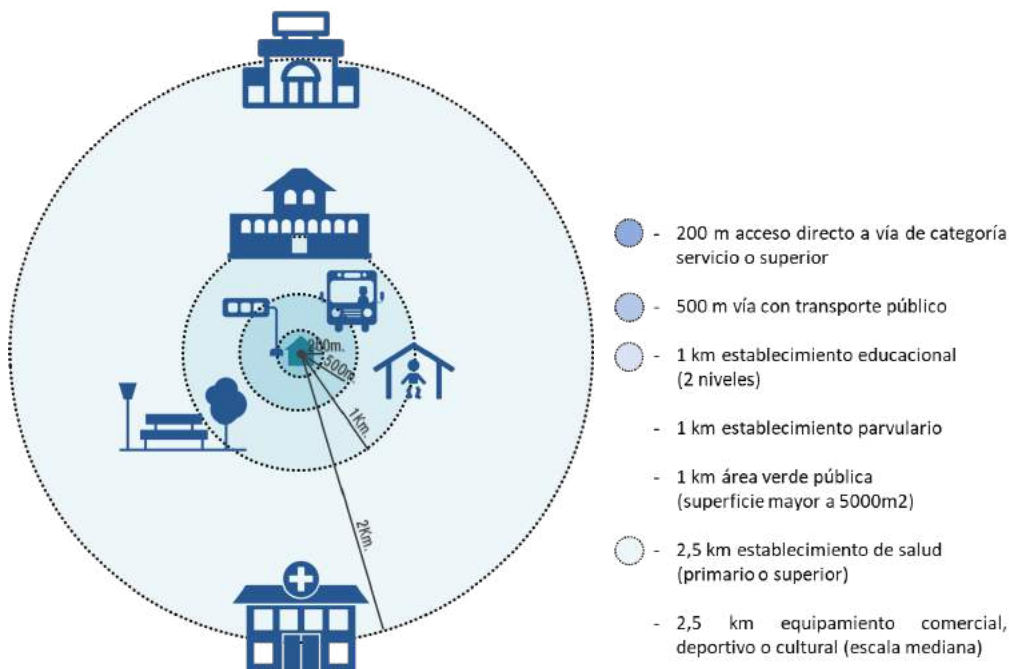 200m.
500m.
1Km.
2Km.
- 200 m acceso directo a vía de categoría
servicio o superior
- 500 m vía con transporte público
- 1 km establecimiento educacional
(2 niveles)
- 1 km establecimiento parvulario
- 1 km área verde pública
(superficie mayor a 5000m2)
- 2,5 km establecimiento de salud
(primario o superior)
- 2,5 km equipamiento comercial,
deportivo o cultural (escala mediana)